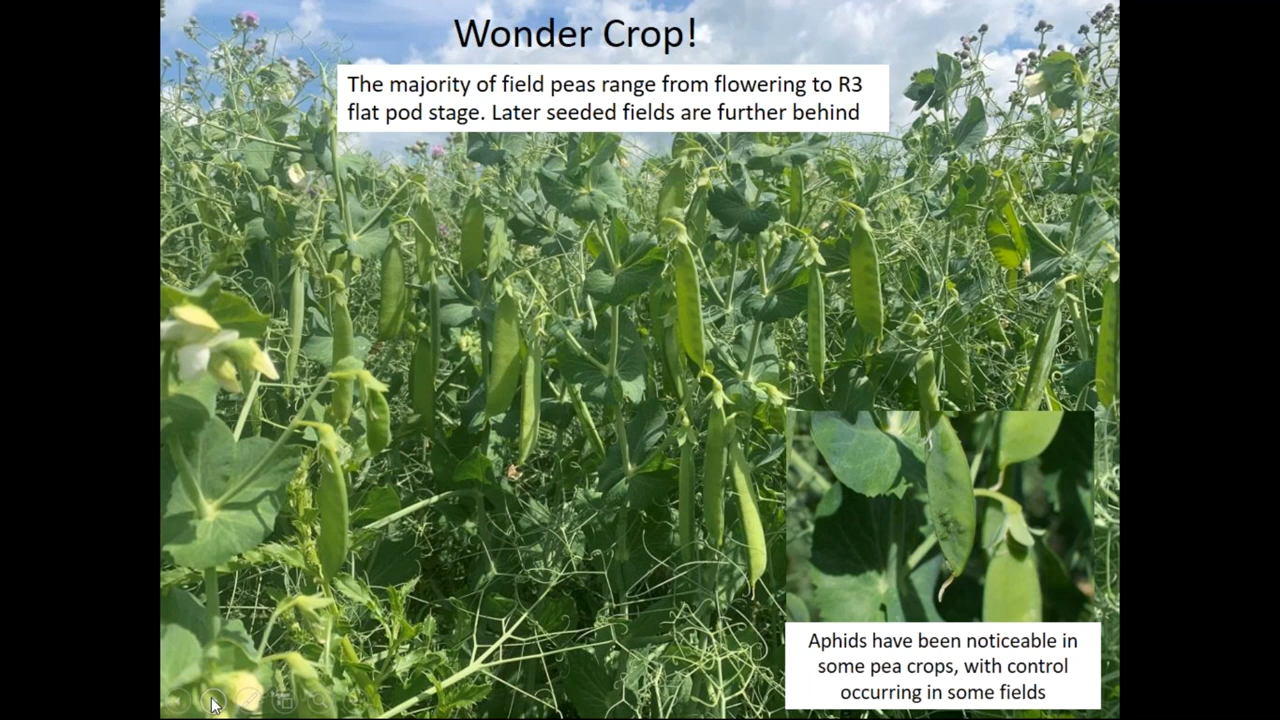 Wonder Crop!
The majority of field peas range from flowering to R3
flat pod stage. Later seeded fields are further behind
Aphids have been noticeable in
some pea crops, with control
occurring in some fields